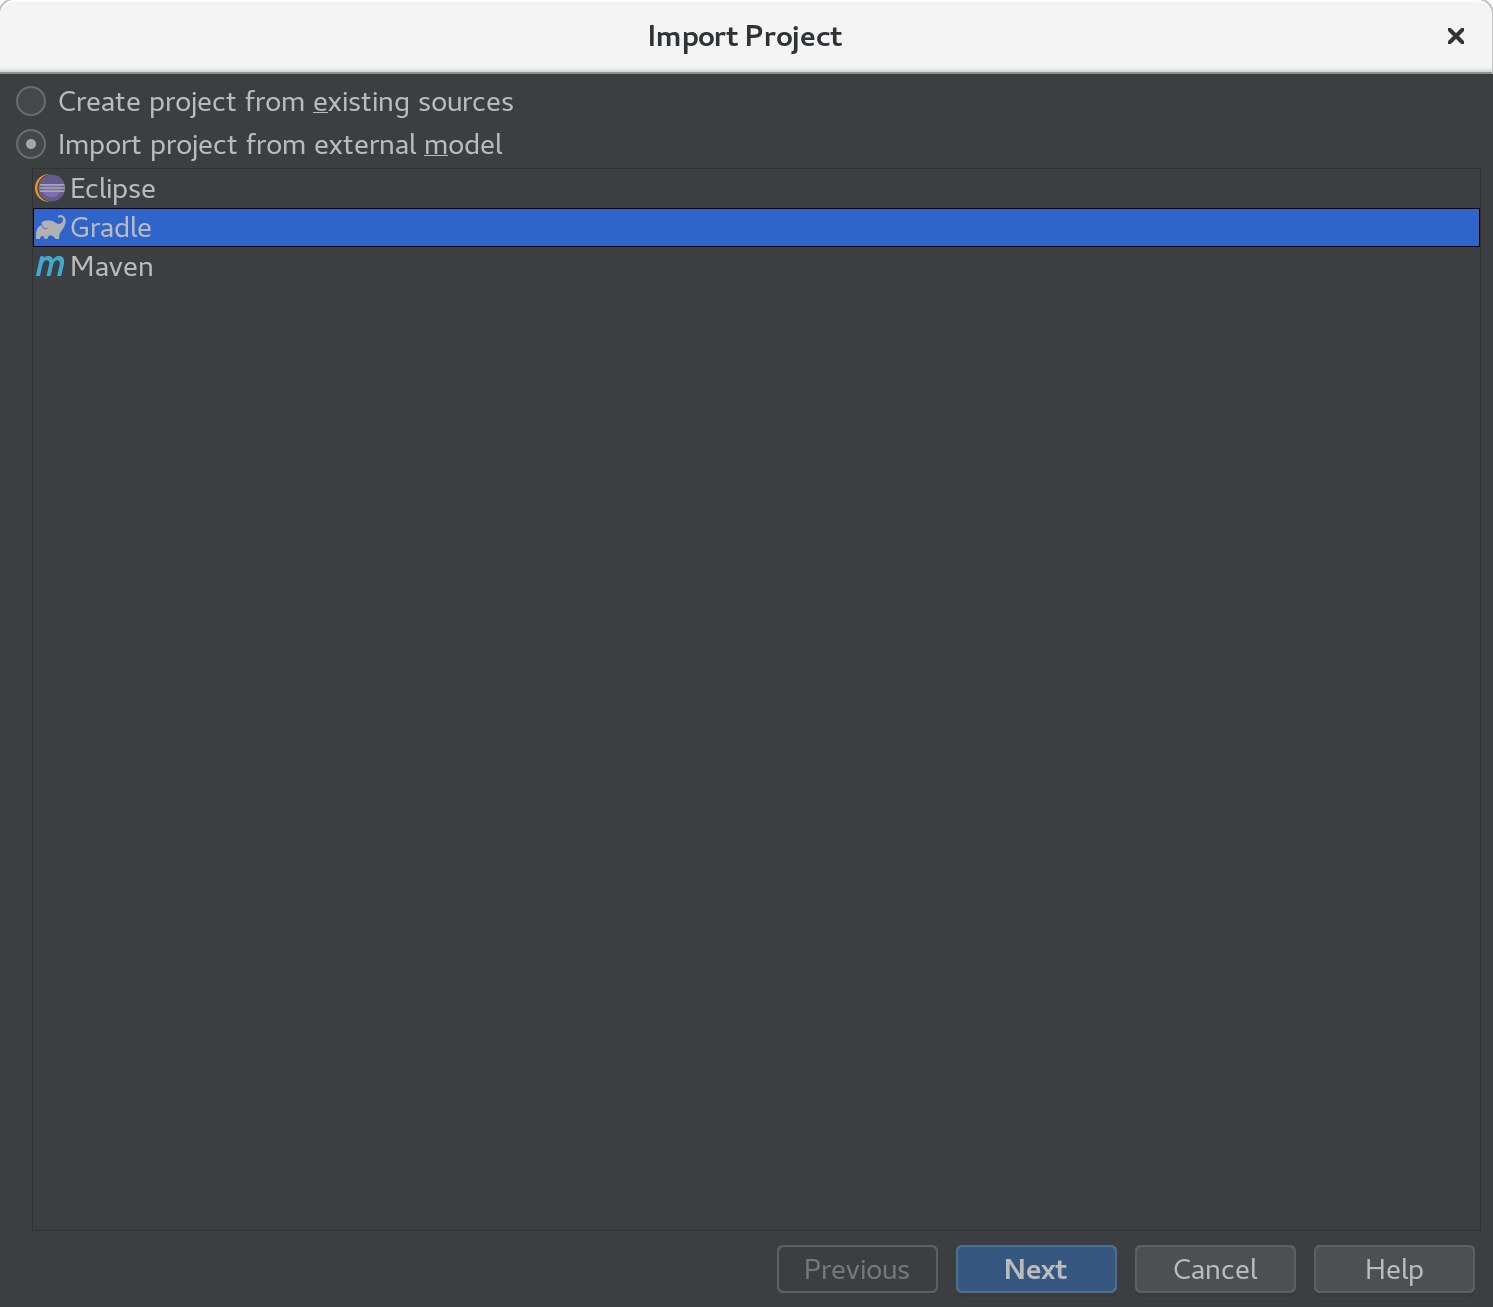 Import Project
Create project from existing sources
Import project from external model
Eclipse
Gradle
m Maven
Previous Next Cancel Help